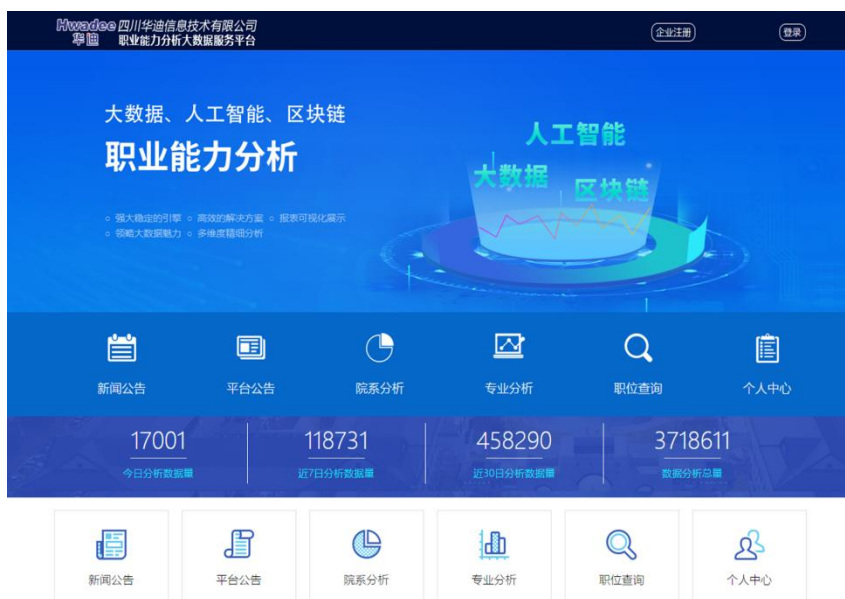 Hwadee 四川华迪信息技术有限公司
华迪 职业能力分析大数据服务平台
企业注册 登录
大数据、人工智能、区块链
职业能力分析
强大稳定的引擎 高效的解决方案 报表可视化展示
领略大数据魅力 多维度精细分析
人工智能
大数据 区块链
新闻公告 平台公告 院系分析 专业分析 职位查询 个人中心
17001 118731 458290 3718611
今日分析数据量 近7日分析数据量 近30日分析数据量 数据分析总量
新闻公告 平台公告 院系分析 专业分析 职位查询 个人中心